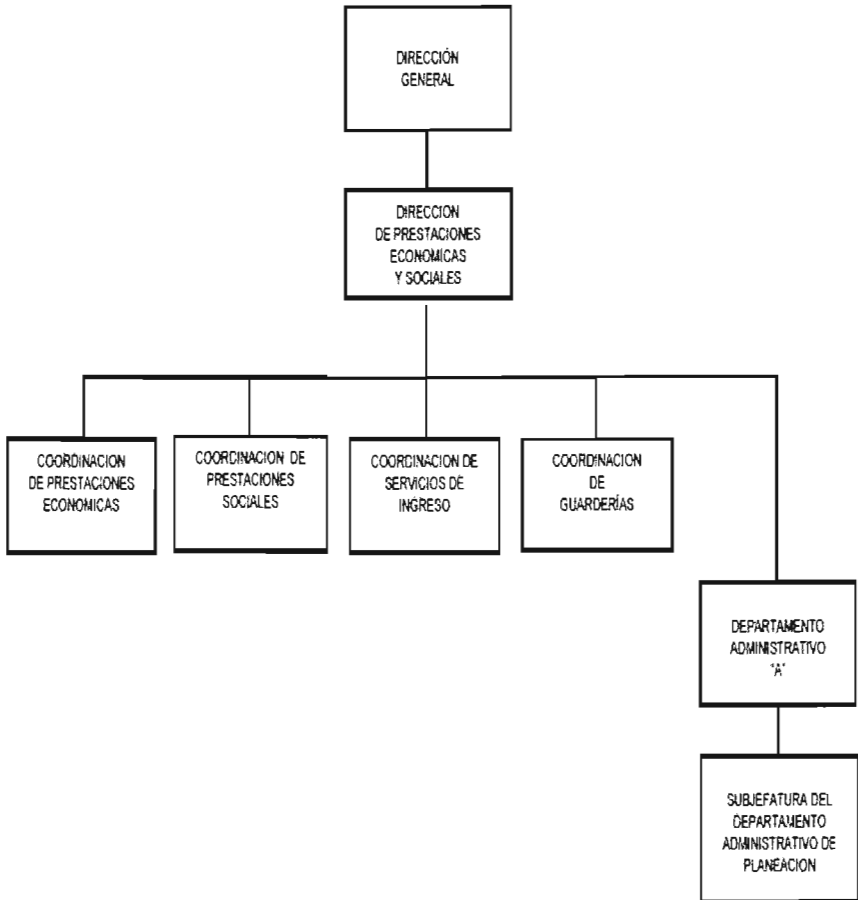 DIRECCIÓN
GENERAL
DIRECCION
DE PRESTACIONES
ECONOMICAS
Y SOCIALES
COORDINACION
DE PRESTACIONES
ECONOMICAS
COORDINACION DE
PRESTACIONES
SOCIALES
COORDINACION DE
SERVICIOS DE
INGRESO
COORDINACION
DE
GUARDERÍAS
DEPARTAMENTO
ADMINISTRATIVO
"A"
SUBJEFATURA DEL
DEPARTAMENTO
ADMINISTRATIVO DE
PLANEACION